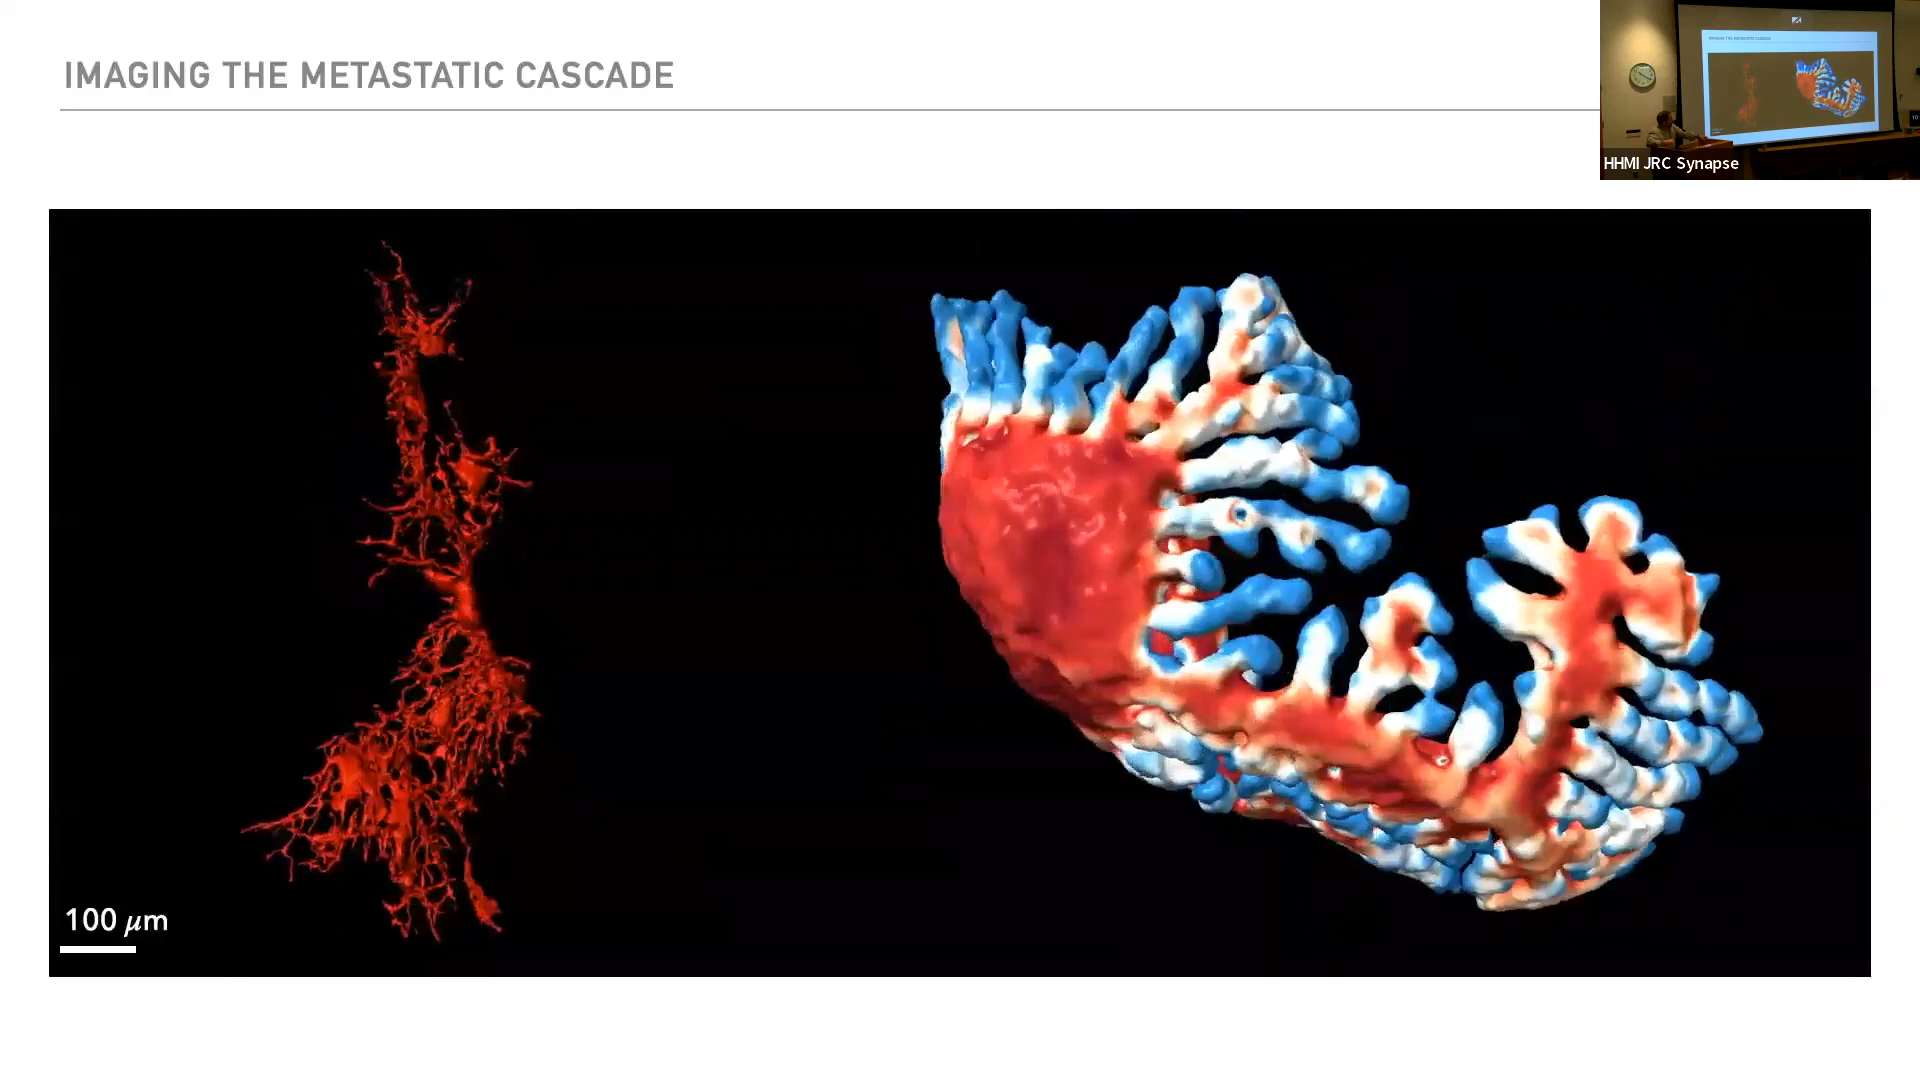 IMAGING THE METASTATIC CASCADE
HHMI JRC Synapse
100 μm